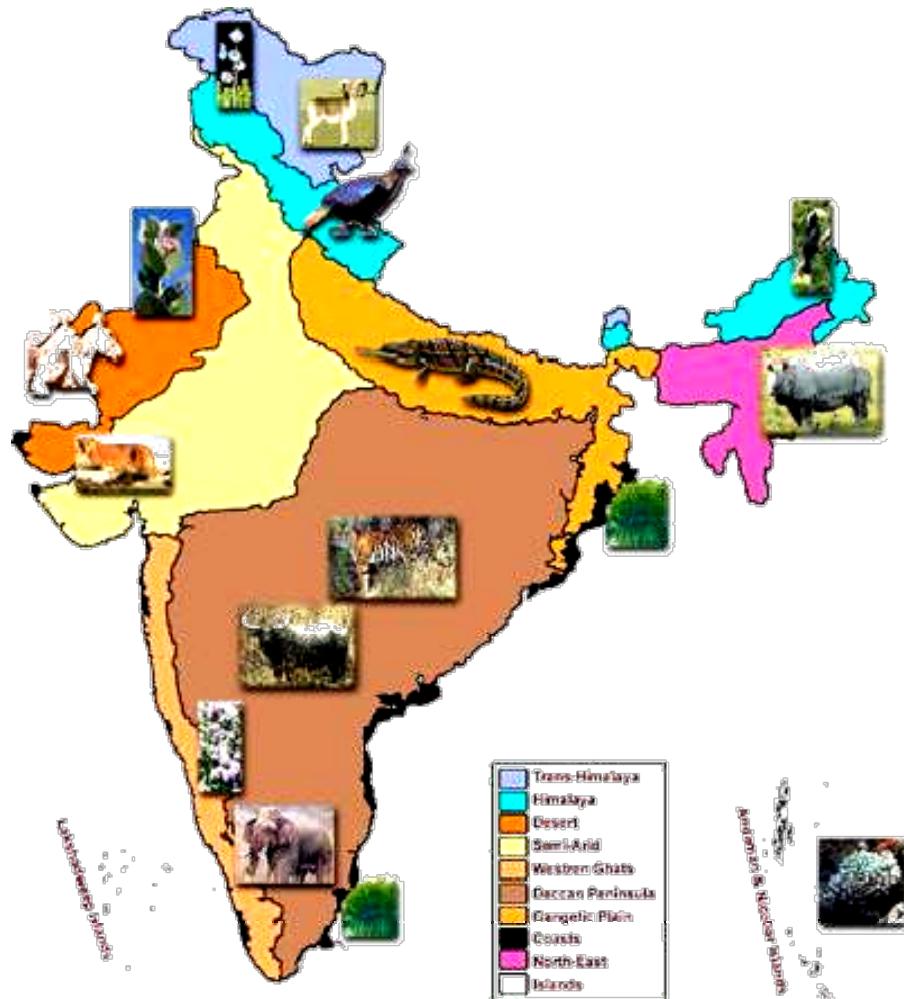 Trans-Himalaya
Himalaya
Desert
Semi-Arid
Westren Ghats
Deccan Peninsula
Gangetic Plain
Coasts
North-East
Islands
Lakshadweep Islands
Andaman & Nicobar Islands